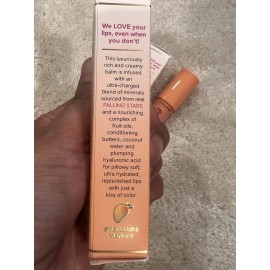 We LOVE your
lips, even when
you don't!
This luxuriously
rich and creamy
balm is infused
with an
ultra-charged
blend of minerals
sourced from real
FALLING STARS
and a nourishing
complex of
fruit oils,
conditioning
butters, coconut
water and
plumping
hyaluronic acid
for pillowy soft,
ultra hydrated,
replenished lips
with just a
kiss of color.